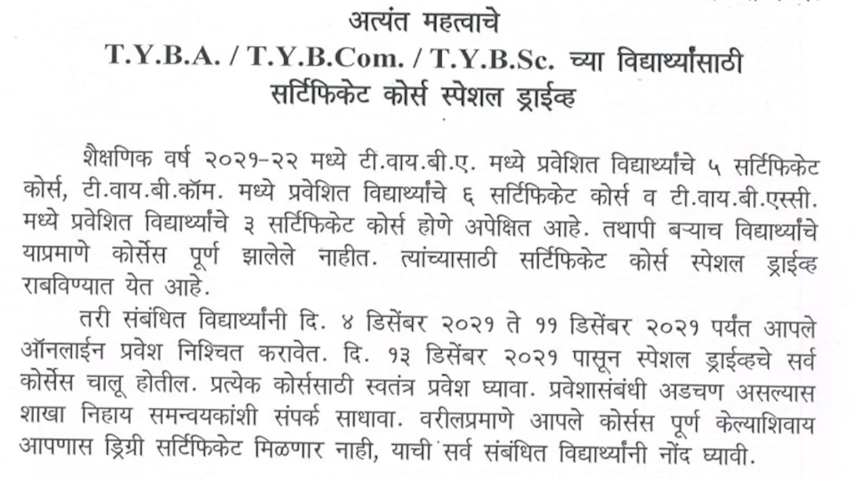 अत्यंत महत्वाचे
T.Y.B.A. / T.Y.B.Com. / T.Y.B.Sc. च्या विद्यार्थ्यांसाठी
सर्टिफिकेट कोर्स स्पेशल ड्राईव्ह
शैक्षणिक वर्ष २०२१-२२ मध्ये टी.वाय.बी.ए. मध्ये प्रवेशित विद्यार्थ्यांचे ५ सर्टिफिकेट
कोर्स, टी.वाय.बी.कॉम. मध्ये प्रवेशित विद्यार्थ्यांचे ६ सर्टिफिकेट कोर्स व टी.वाय.बी.एस्सी.
मध्ये प्रवेशित विद्यार्थ्यांचे ३ सर्टिफिकेट कोर्स होणे अपेक्षित आहे. तथापी बऱ्याच विद्यार्थ्यांचे
याप्रमाणे कोर्सेस पूर्ण झालेले नाहीत. त्यांच्यासाठी सर्टिफिकेट कोर्स स्पेशल ड्राईव्ह
राबविण्यात येत आहे.
तरी संबंधित विद्यार्थ्यांनी दि. ४ डिसेंबर २०२१ ते ११ डिसेंबर २०२१ पर्यंत आपले
ऑनलाईन प्रवेश निश्चित करावेत. दि. १३ डिसेंबर २०२१ पासून स्पेशल ड्राईव्हचे सर्व
कोर्सेस चालू होतील. प्रत्येक कोर्ससाठी स्वतंत्र प्रवेश घ्यावा. प्रवेशासंबंधी अडचण असल्यास
शाखा निहाय समन्वयकांशी संपर्क साधावा. वरीलप्रमाणे आपले कोर्सस पूर्ण केल्याशिवाय
आपणास ड्रिग्री सर्टिफिकेट मिळणार नाही, याची सर्व संबंधित विद्यार्थ्यांनी नोंद घ्यावी.